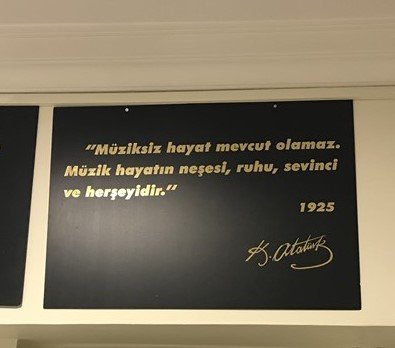 “Müziksiz hayat mevcut olamaz.
Müzik hayatın neşesi, ruhu, sevinci
ve herşeyidir.“
1925
K. Atatürk